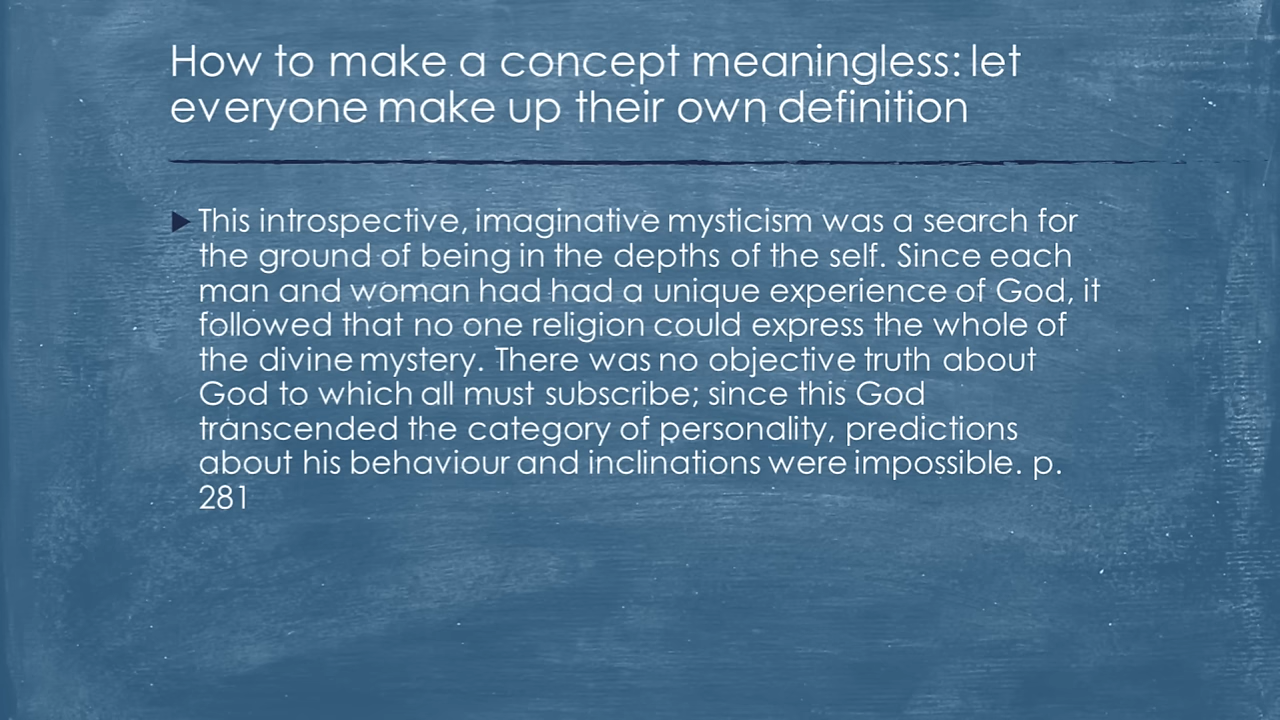 How to make a concept meaningless: let
everyone make up their own definition
This introspective, imaginative mysticism was a search for
the ground of being in the depths of the self. Since each
man and woman had had a unique experience of God, it
followed that no one religion could express the whole of
the divine mystery. There was no objective truth about
God to which all must subscribe; since this God
transcended the category of personality, predictions
about his behaviour and inclinations were impossible. p.
281